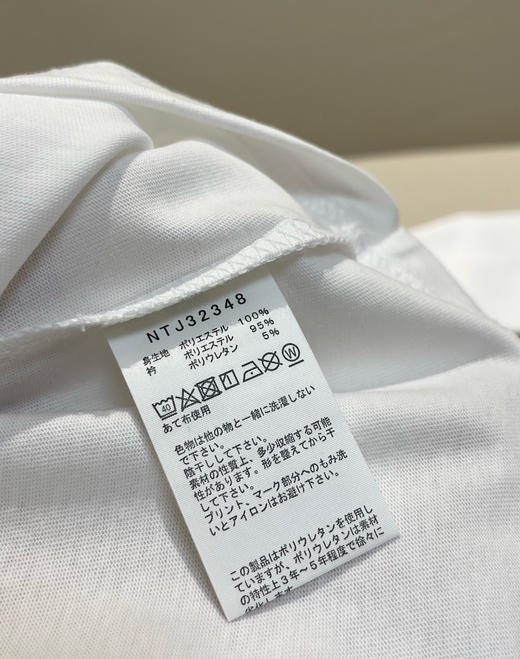 NTJ32348
身生地 ポリエステル 100%
衿 ポリエステル 95%
ポリウレタン 5%
40
W
あて布使用
色物は他の物と一緒に洗濯しない
で下さい。
陰干しして下さい。
素材の性質上、多少収縮する可能
性があります。形を整えてから干
して下さい。
プリント、マーク部分へのもみ洗
いとアイロンはお避け下さい。
この製品はポリウレタンを使用し
ていますが、ポリウレタンは素材
の特性上3年～5年程度で徐々に